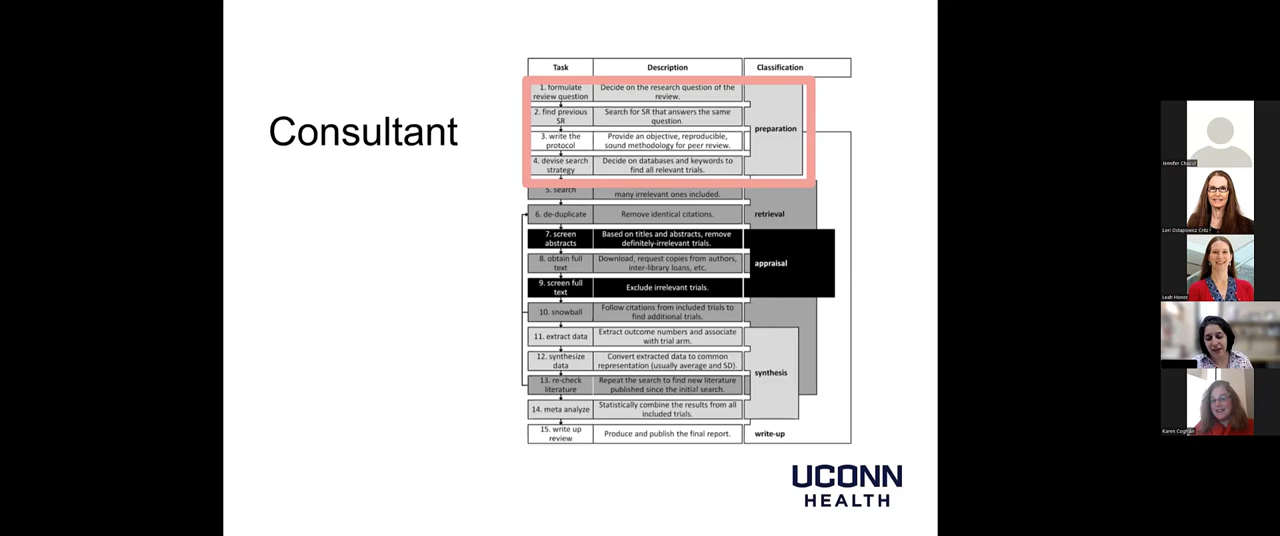 Consultant
Task Description Classification
1. formulate
review question
Decide on the research question of the
review.
2. find previous
SR
Search for SR that answers the same
question.
3. write the
protocol
Provide an objective, reproducible,
sound methodology for peer review.
4. devise search
strategy
Decide on databases and keywords to
find all relevant trials.
preparation
5. search
many irrelevant ones included.
6. de-duplicate
Remove identical citations.
retrieval
7. screen
abstracts
Based on titles and abstracts, remove
definitely-irrelevant trials.
8. obtain full
text
Download, request copies from authors,
inter-library loans, etc.
appraisal
9. screen full
text
Exclude irrelevant trials.
10. snowball
Follow citations from included trials to
find additional trials.
11. extract data
Extract outcome numbers and associate
with trial arm.
12. synthesize
data
Convert extracted data to common
representation (usually average and SD).
synthesis
13. re-check
literature
Repeat the search to find new literature
published since the initial search.
14. meta analyze
Statistically combine the results from all
included trials.
15. write up
review
Produce and publish the final report.
write-up
UCONN
HEALTH
Lori Ostapowicz Critz
Leah Honor
Karen Coghlan